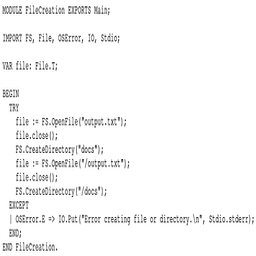 MODULE FileCreation EXPORTS Main;

IMPORT FS, File, OSError, IO, Stdio;

VAR file: File.T;

BEGIN
  TRY
    file := FS.OpenFile("output.txt");
    file.close();
    FS.CreateDirectory("docs");
    file := FS.OpenFile("/output.txt");
    file.close();
    FS.CreateDirectory("/docs");
  EXCEPT
  | OSError.E => IO.Put("Error creating file or directory.\n", Stdio.stderr);
  END;
END FileCreation.